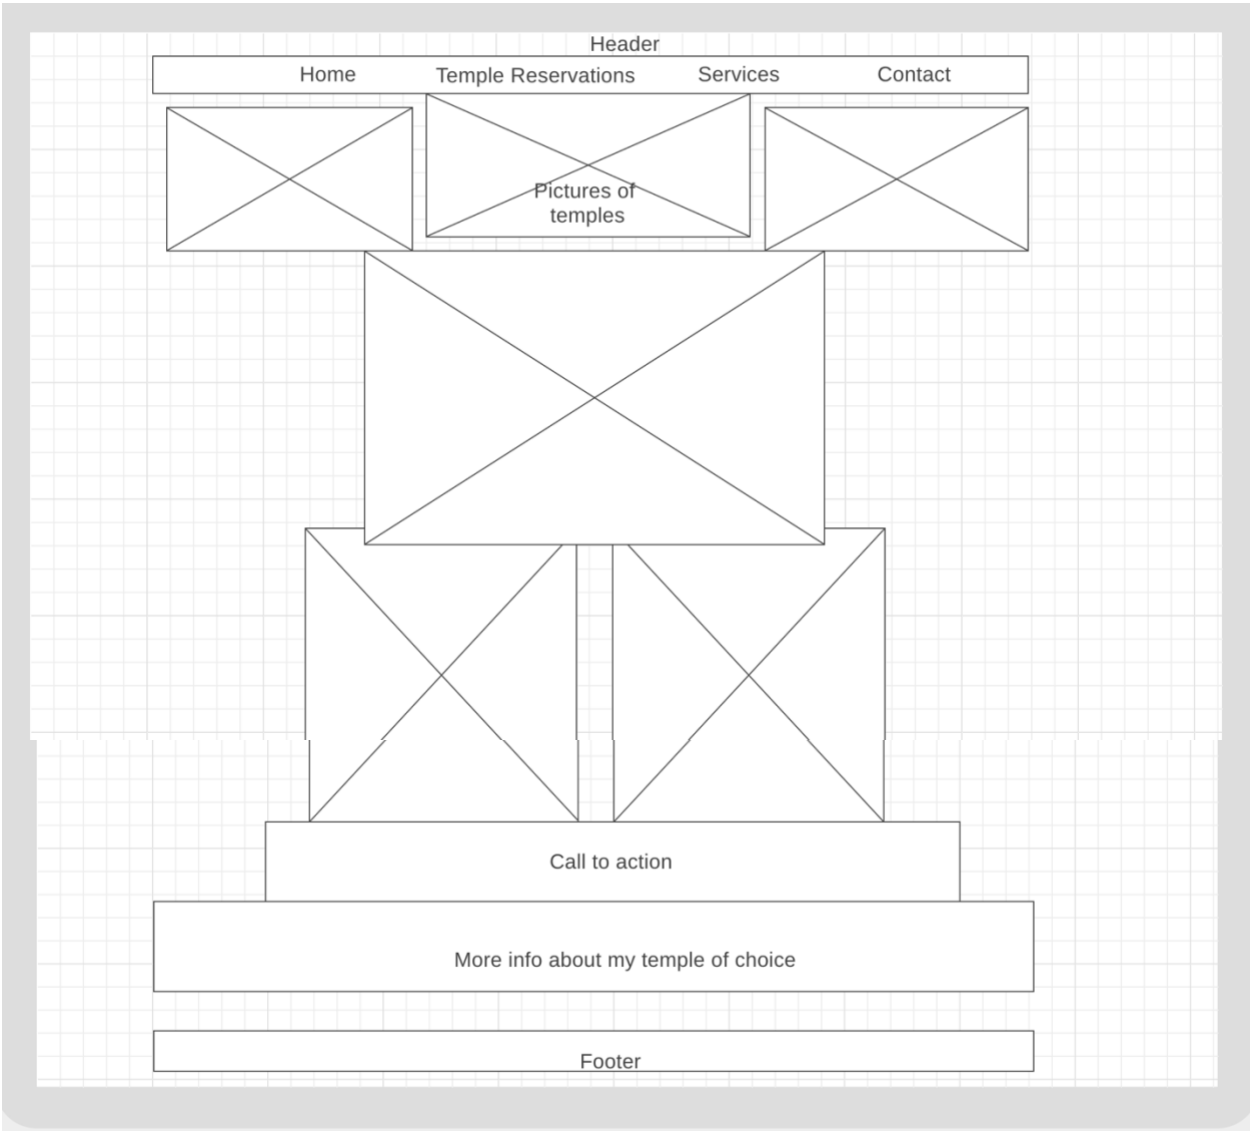 Header
Home Temple Reservations Services Contact
Pictures of
temples
Call to action
More info about my temple of choice
Footer